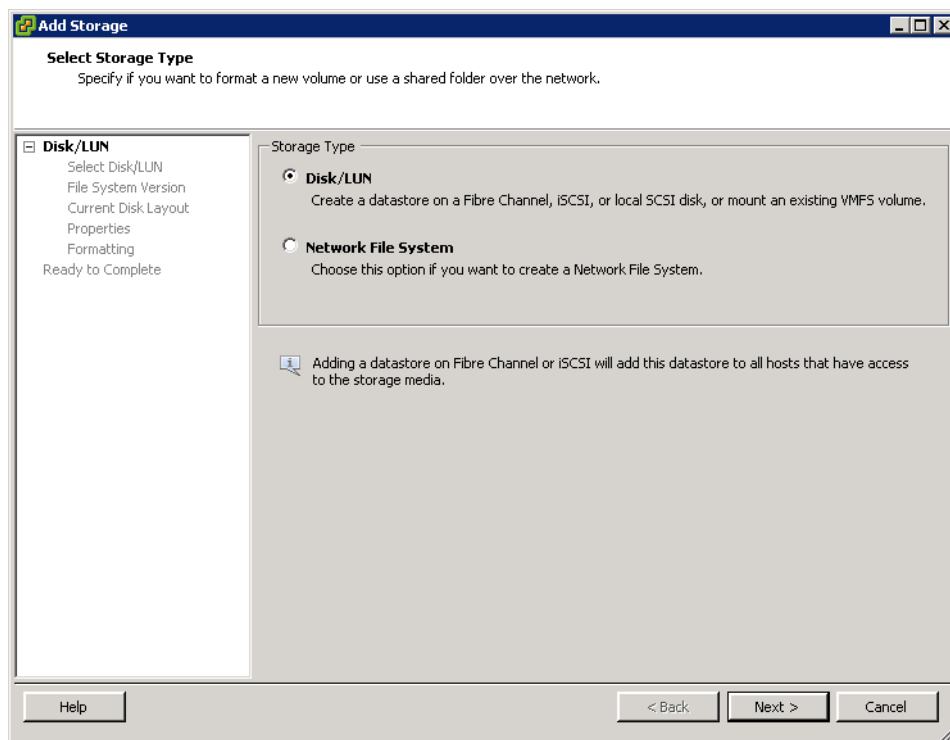 Add Storage
Select Storage Type
Specify if you want to format a new volume or use a shared folder over the network.
Disk/LUN
Select Disk/LUN
File System Version
Current Disk Layout
Properties
Formatting
Ready to Complete
Storage Type
Disk/LUN
Create a datastore on a Fibre Channel, iSCSI, or local SCSI disk, or mount an existing VMFS volume.
Network File System
Choose this option if you want to create a Network File System.
Adding a datastore on Fibre Channel or iSCSI will add this datastore to all hosts that have access
to the storage media.
Help
< Back
Next >
Cancel